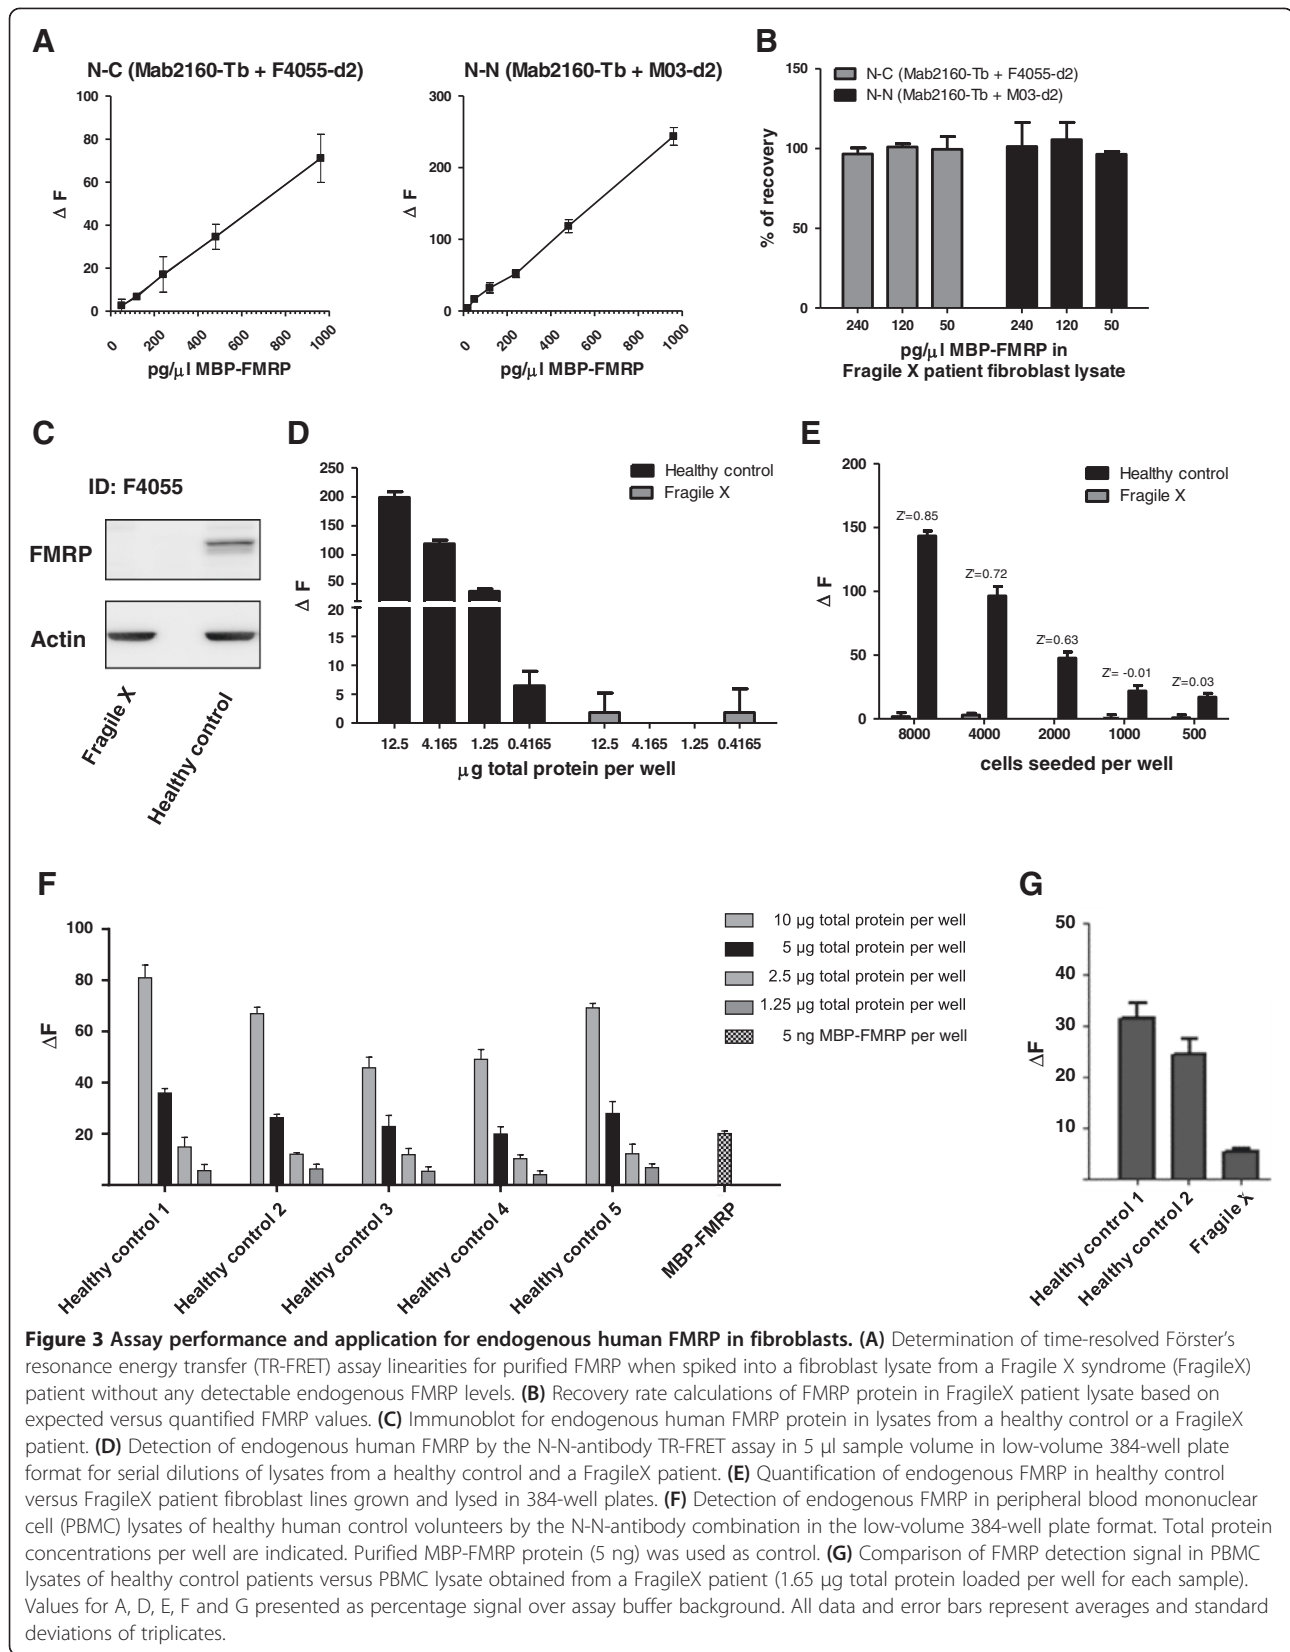 A
N-C (Mab2160-Tb + F4055-d2)
100
80
60
40
20
0
Δ F
0 200 400 600 800 1000
pg/μl MBP-FMRP
N-N (Mab2160-Tb + M03-d2)
300
200
100
0
Δ F
0 200 400 600 800 1000
pg/μl MBP-FMRP
B
N-C (Mab2160-Tb + F4055-d2)
N-N (Mab2160-Tb + M03-d2)
150
100
50
0
% of recovery
240 120 50 240 120 50
pg/μl MBP-FMRP in
Fragile X patient fibroblast lysate
C
ID: F4055
FMRP
Actin
Fragile X
Healthy control
D
Healthy control
Fragile X
250
200
150
100
50
20
15
10
5
0
Δ F
12.5 4.165 1.25 0.4165 12.5 4.165 1.25 0.4165
μg total protein per well
E
Healthy control
Fragile X
200
150
100
50
0
Δ F
Z'=0.85
Z'=0.72
Z'=0.63
Z'= -0.01
Z'=0.03
8000 4000 2000 1000 500
cells seeded per well
F
100
80
60
40
20
ΔF
10 µg total protein per well
5 µg total protein per well
2.5 µg total protein per well
1.25 µg total protein per well
5 ng MBP-FMRP per well
Healthy control 1
Healthy control 2
Healthy control 3
Healthy control 4
Healthy control 5
MBP-FMRP
G
50
40
30
20
10
ΔF
Healthy control 1
Healthy control 2
Fragile X
Figure 3 Assay performance and application for endogenous human FMRP in fibroblasts. (A) Determination of time-resolved Förster's
resonance energy transfer (TR-FRET) assay linearities for purified FMRP when spiked into a fibroblast lysate from a Fragile X syndrome (FragileX)
patient without any detectable endogenous FMRP levels. (B) Recovery rate calculations of FMRP protein in FragileX patient lysate based on
expected versus quantified FMRP values. (C) Immunoblot for endogenous human FMRP protein in lysates from a healthy control or a FragileX
patient. (D) Detection of endogenous human FMRP by the N-N-antibody TR-FRET assay in 5 µl sample volume in low-volume 384-well plate
format for serial dilutions of lysates from a healthy control and a FragileX patient. (E) Quantification of endogenous FMRP in healthy control
versus FragileX patient fibroblast lines grown and lysed in 384-well plates. (F) Detection of endogenous FMRP in peripheral blood mononuclear
cell (PBMC) lysates of healthy human control volunteers by the N-N-antibody combination in the low-volume 384-well plate format. Total protein
concentrations per well are indicated. Purified MBP-FMRP protein (5 ng) was used as control. (G) Comparison of FMRP detection signal in PBMC
lysates of healthy control patients versus PBMC lysate obtained from a FragileX patient (1.65 µg total protein loaded per well for each sample).
Values for A, D, E, F and G presented as percentage signal over assay buffer background. All data and error bars represent averages and standard
deviations of triplicates.